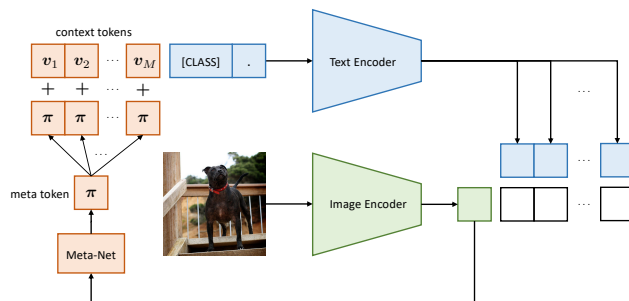 context tokens
v1 v2 ... vM [CLASS] .
+ + ... +
π π ... π
...
meta token π
Meta-Net
Text Encoder
...
Image Encoder
...
...